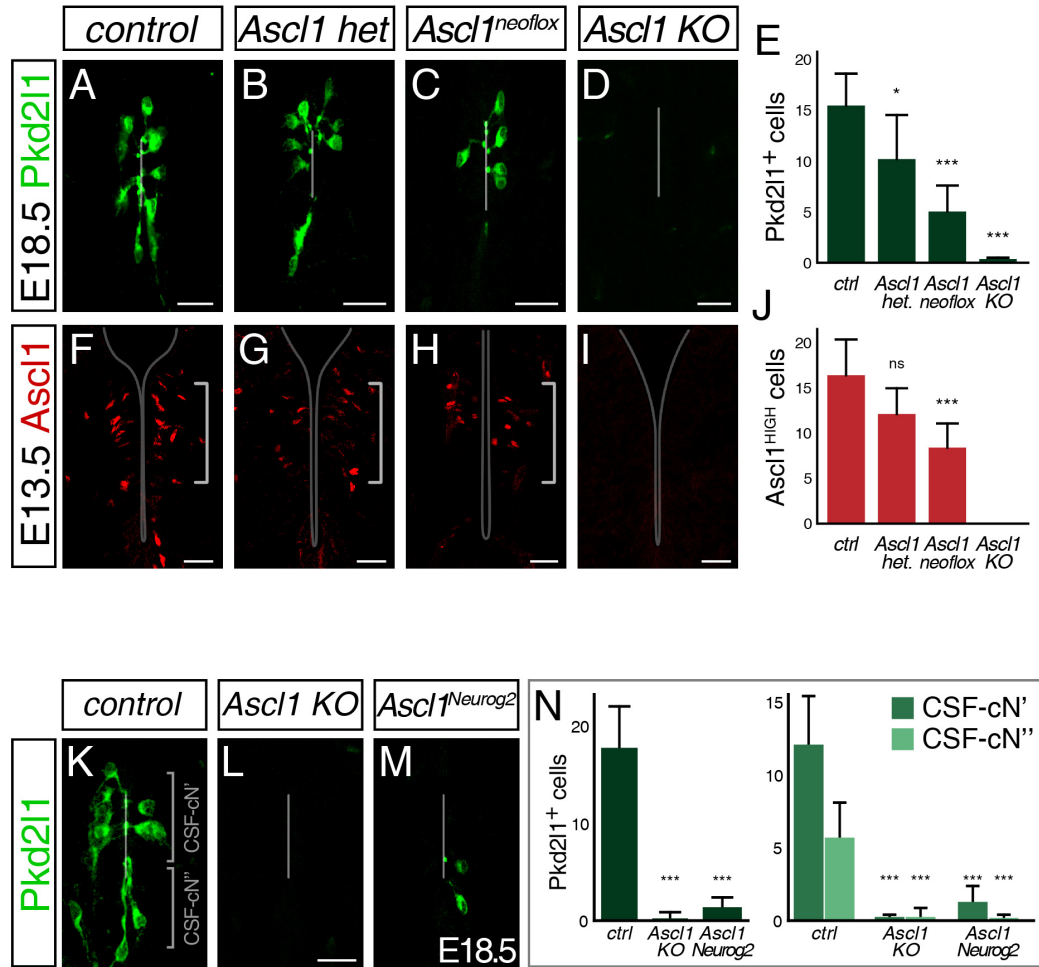 control Ascl1 het Ascl1neoflox Ascl1 KO
E18.5 Pkd2l1
A B C D
E
Pkd2l1+ cells
20
15
10
5
0
* *** ***
ctrl Ascl1 Ascl1 Ascl1
het. neoflox KO
E13.5 Ascl1
F G H I
J
Ascl1HIGH cells
20
15
10
5
0
ns ***
ctrl Ascl1 Ascl1 Ascl1
het. neoflox KO
control Ascl1 KO Ascl1Neurog2
Pkd2l1
K L M
CSF-cN'
CSF-cN''
E18.5
N
Pkd2l1+ cells
20
10
0
*** ***
ctrl Ascl1 Ascl1
KO Neurog2
15
10
5
0
CSF-cN'
CSF-cN''
*** *** *** ***
ctrl Ascl1 Ascl1
KO Neurog2